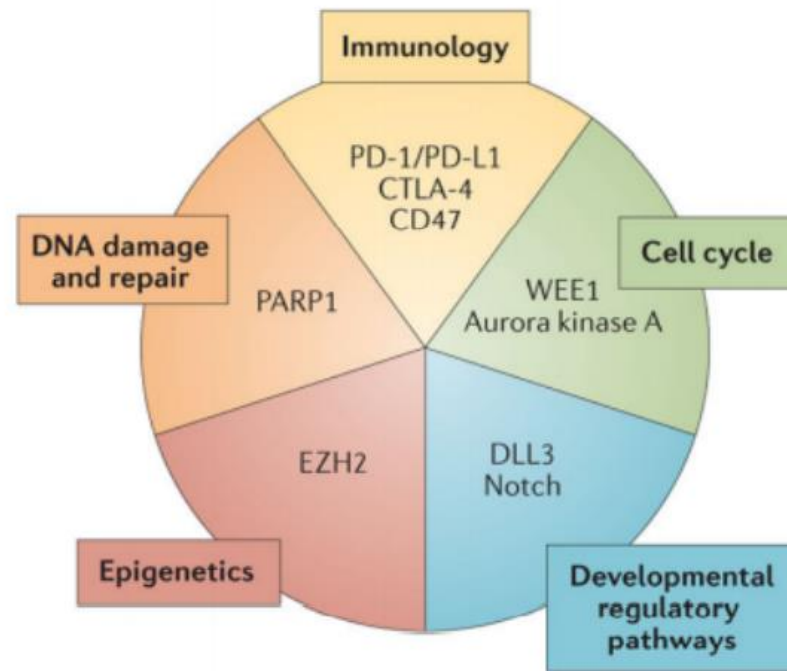 Immunology
PD-1/PD-L1
CTLA-4
CD47
DNA damage
and repair
PARP1
Cell cycle
WEE1
Aurora kinase A
EZH2
DLL3
Notch
Epigenetics
Developmental
regulatory
pathways